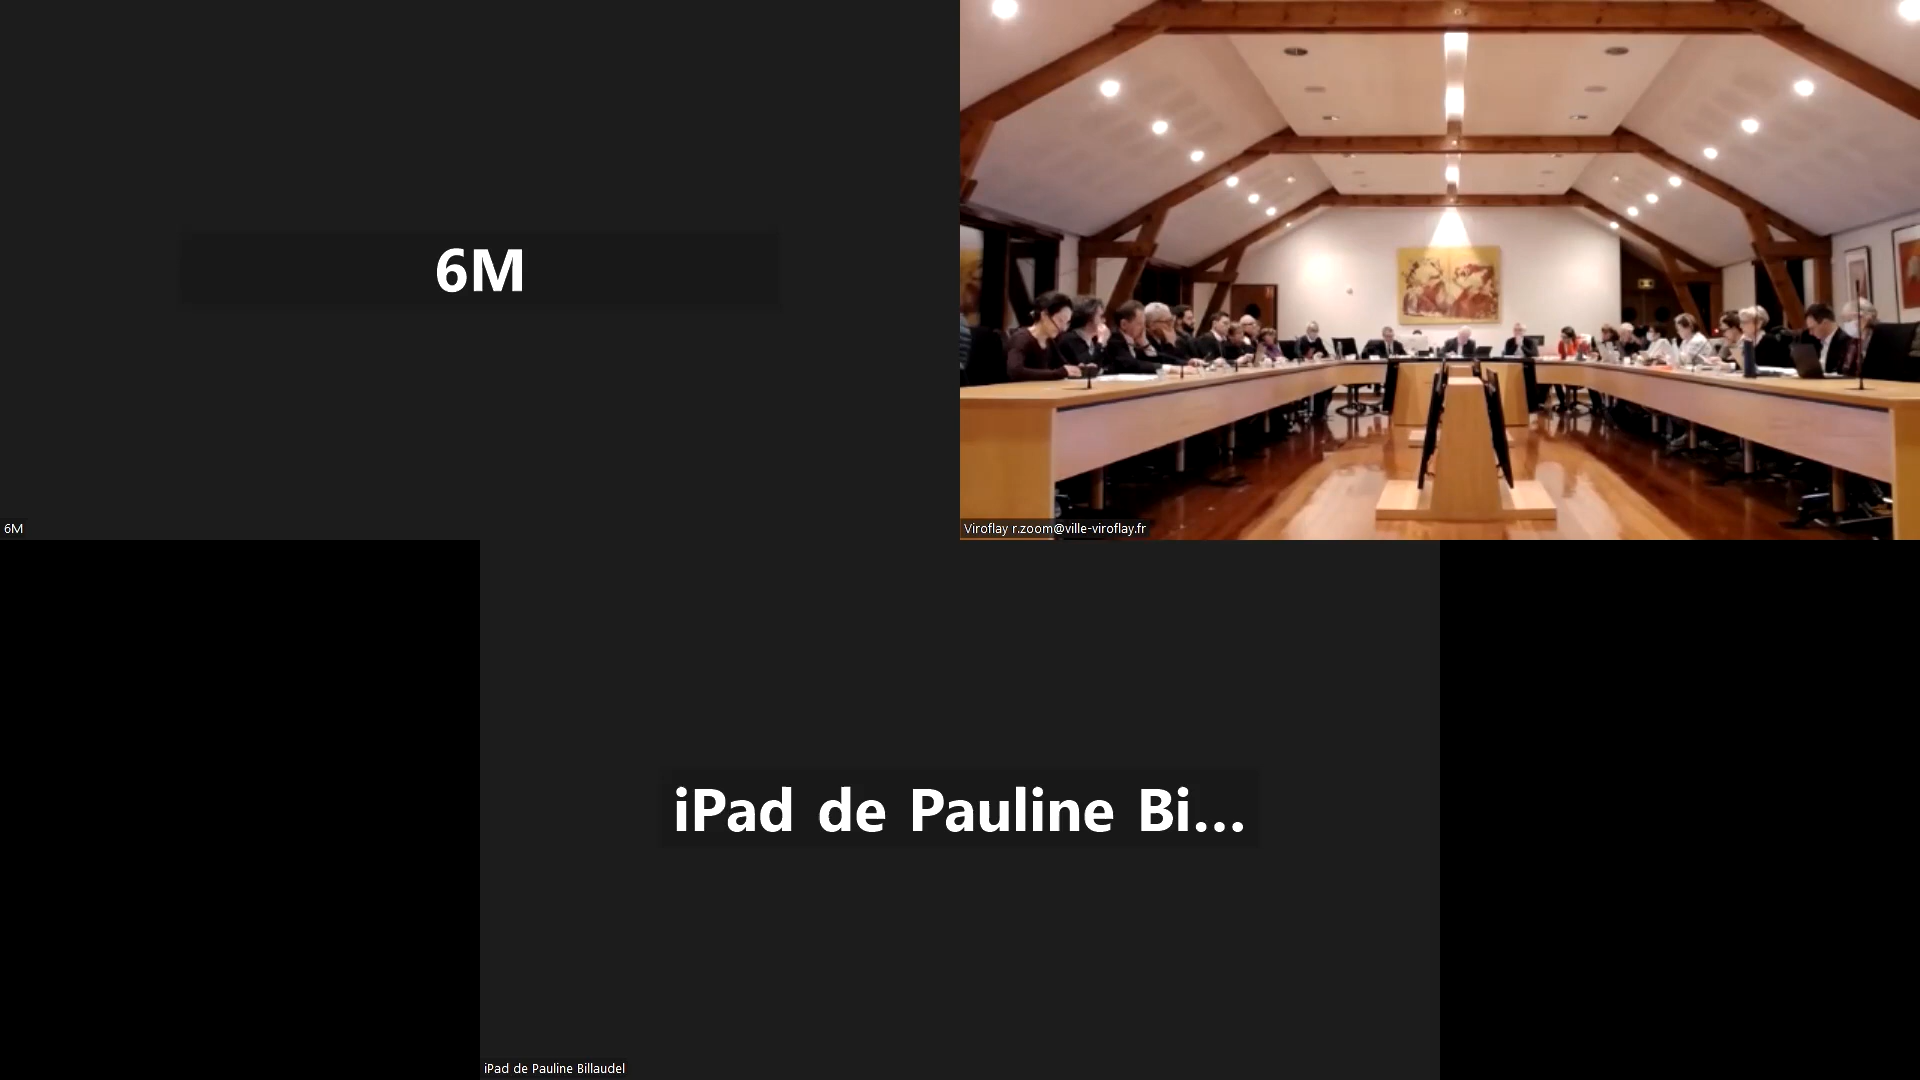 6M
6M
Viroflay r.zoom@ville-viroflay.fr
iPad de Pauline Bi...
iPad de Pauline Billaudel